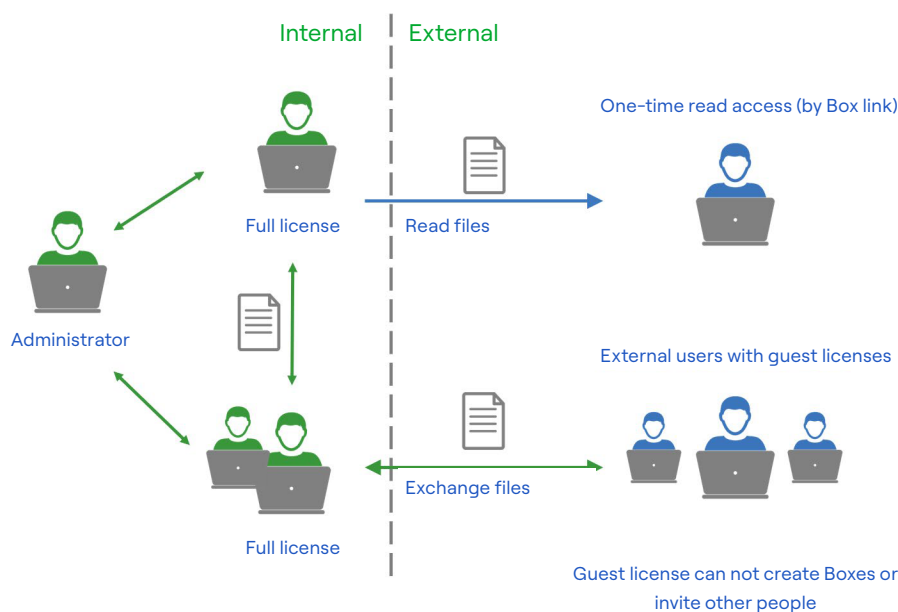 Internal
External
One-time read access (by Box link)
Full license
Read files
Administrator
External users with guest licenses
Exchange files
Full license
Guest license can not create Boxes or
invite other people